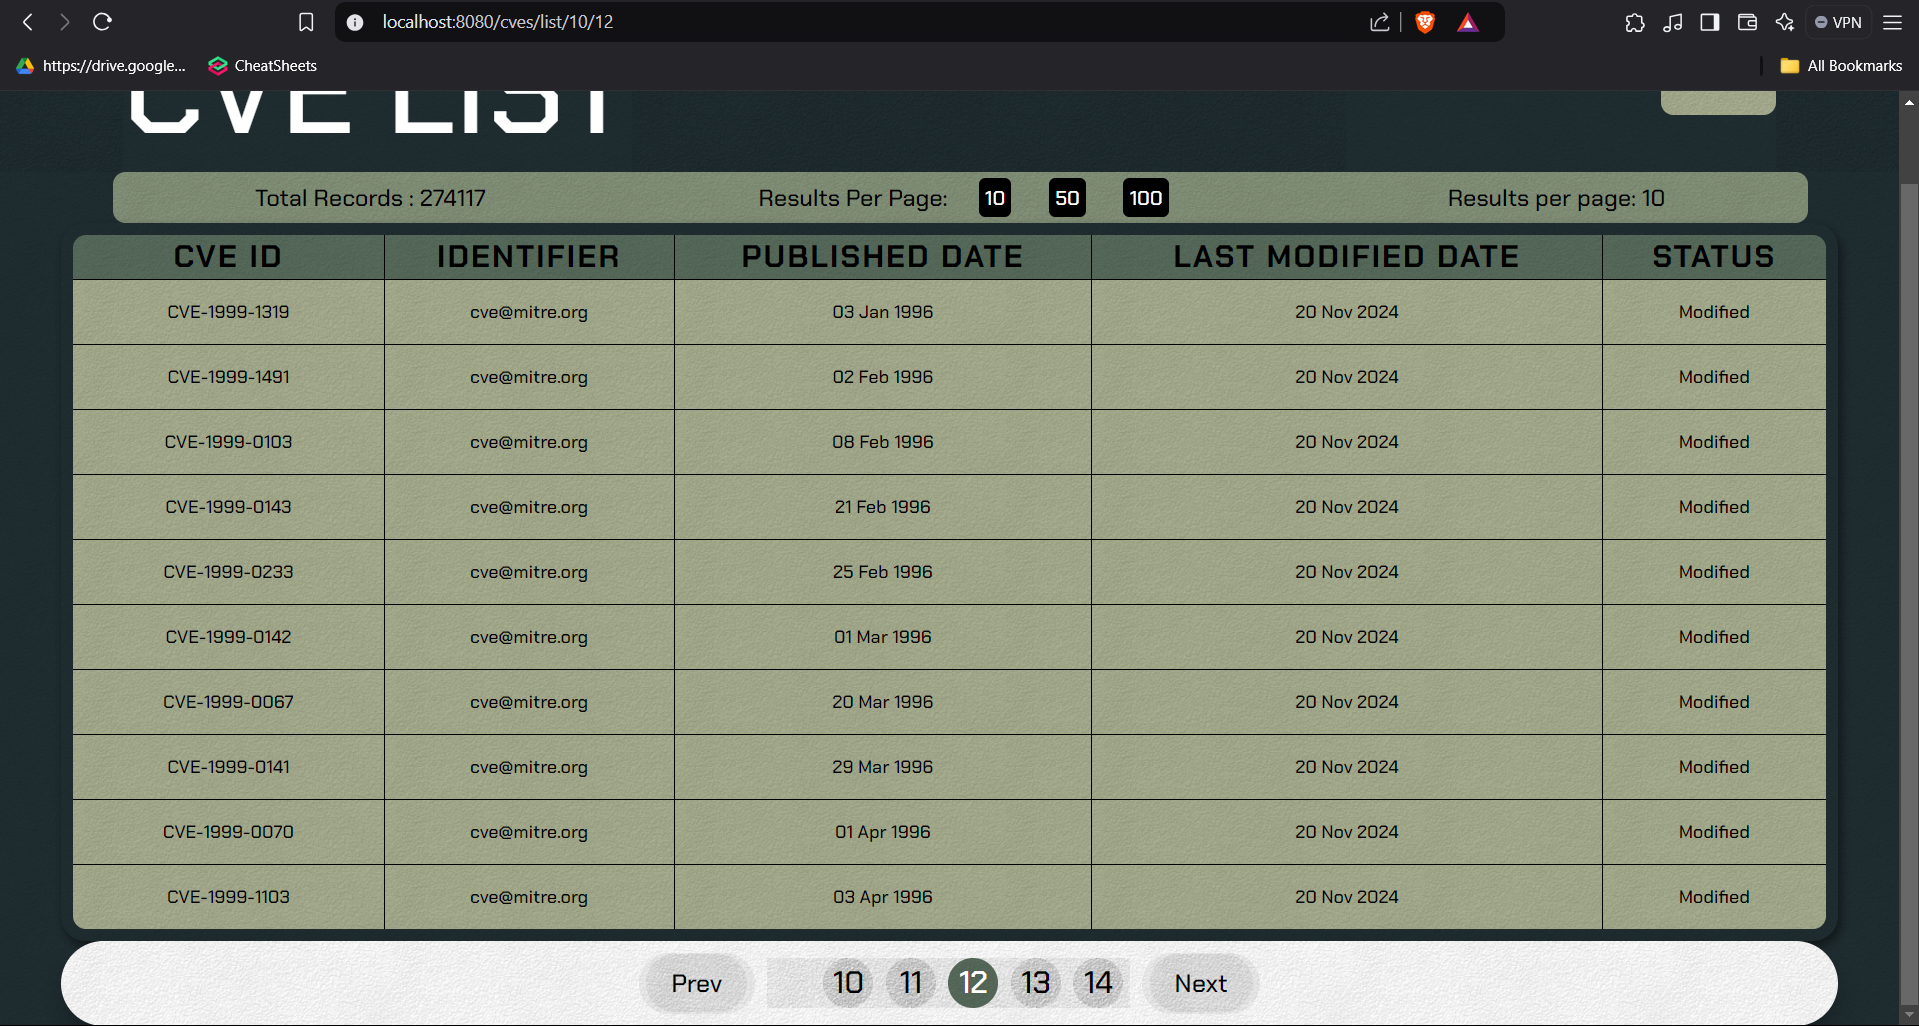 localhost:8080/cves/list/10/12
VPN
https://drive.google...
CheatSheets
All Bookmarks
CVE LIST
Total Records : 274117
Results Per Page:
10
50
100
Results per page: 10
CVE ID IDENTIFIER PUBLISHED DATE LAST MODIFIED DATE STATUS
CVE-1999-1319 cve@mitre.org 03 Jan 1996 20 Nov 2024 Modified
CVE-1999-1491 cve@mitre.org 02 Feb 1996 20 Nov 2024 Modified
CVE-1999-0103 cve@mitre.org 08 Feb 1996 20 Nov 2024 Modified
CVE-1999-0143 cve@mitre.org 21 Feb 1996 20 Nov 2024 Modified
CVE-1999-0233 cve@mitre.org 25 Feb 1996 20 Nov 2024 Modified
CVE-1999-0142 cve@mitre.org 01 Mar 1996 20 Nov 2024 Modified
CVE-1999-0067 cve@mitre.org 20 Mar 1996 20 Nov 2024 Modified
CVE-1999-0141 cve@mitre.org 29 Mar 1996 20 Nov 2024 Modified
CVE-1999-0070 cve@mitre.org 01 Apr 1996 20 Nov 2024 Modified
CVE-1999-1103 cve@mitre.org 03 Apr 1996 20 Nov 2024 Modified
Prev 10 11 12 13 14 Next